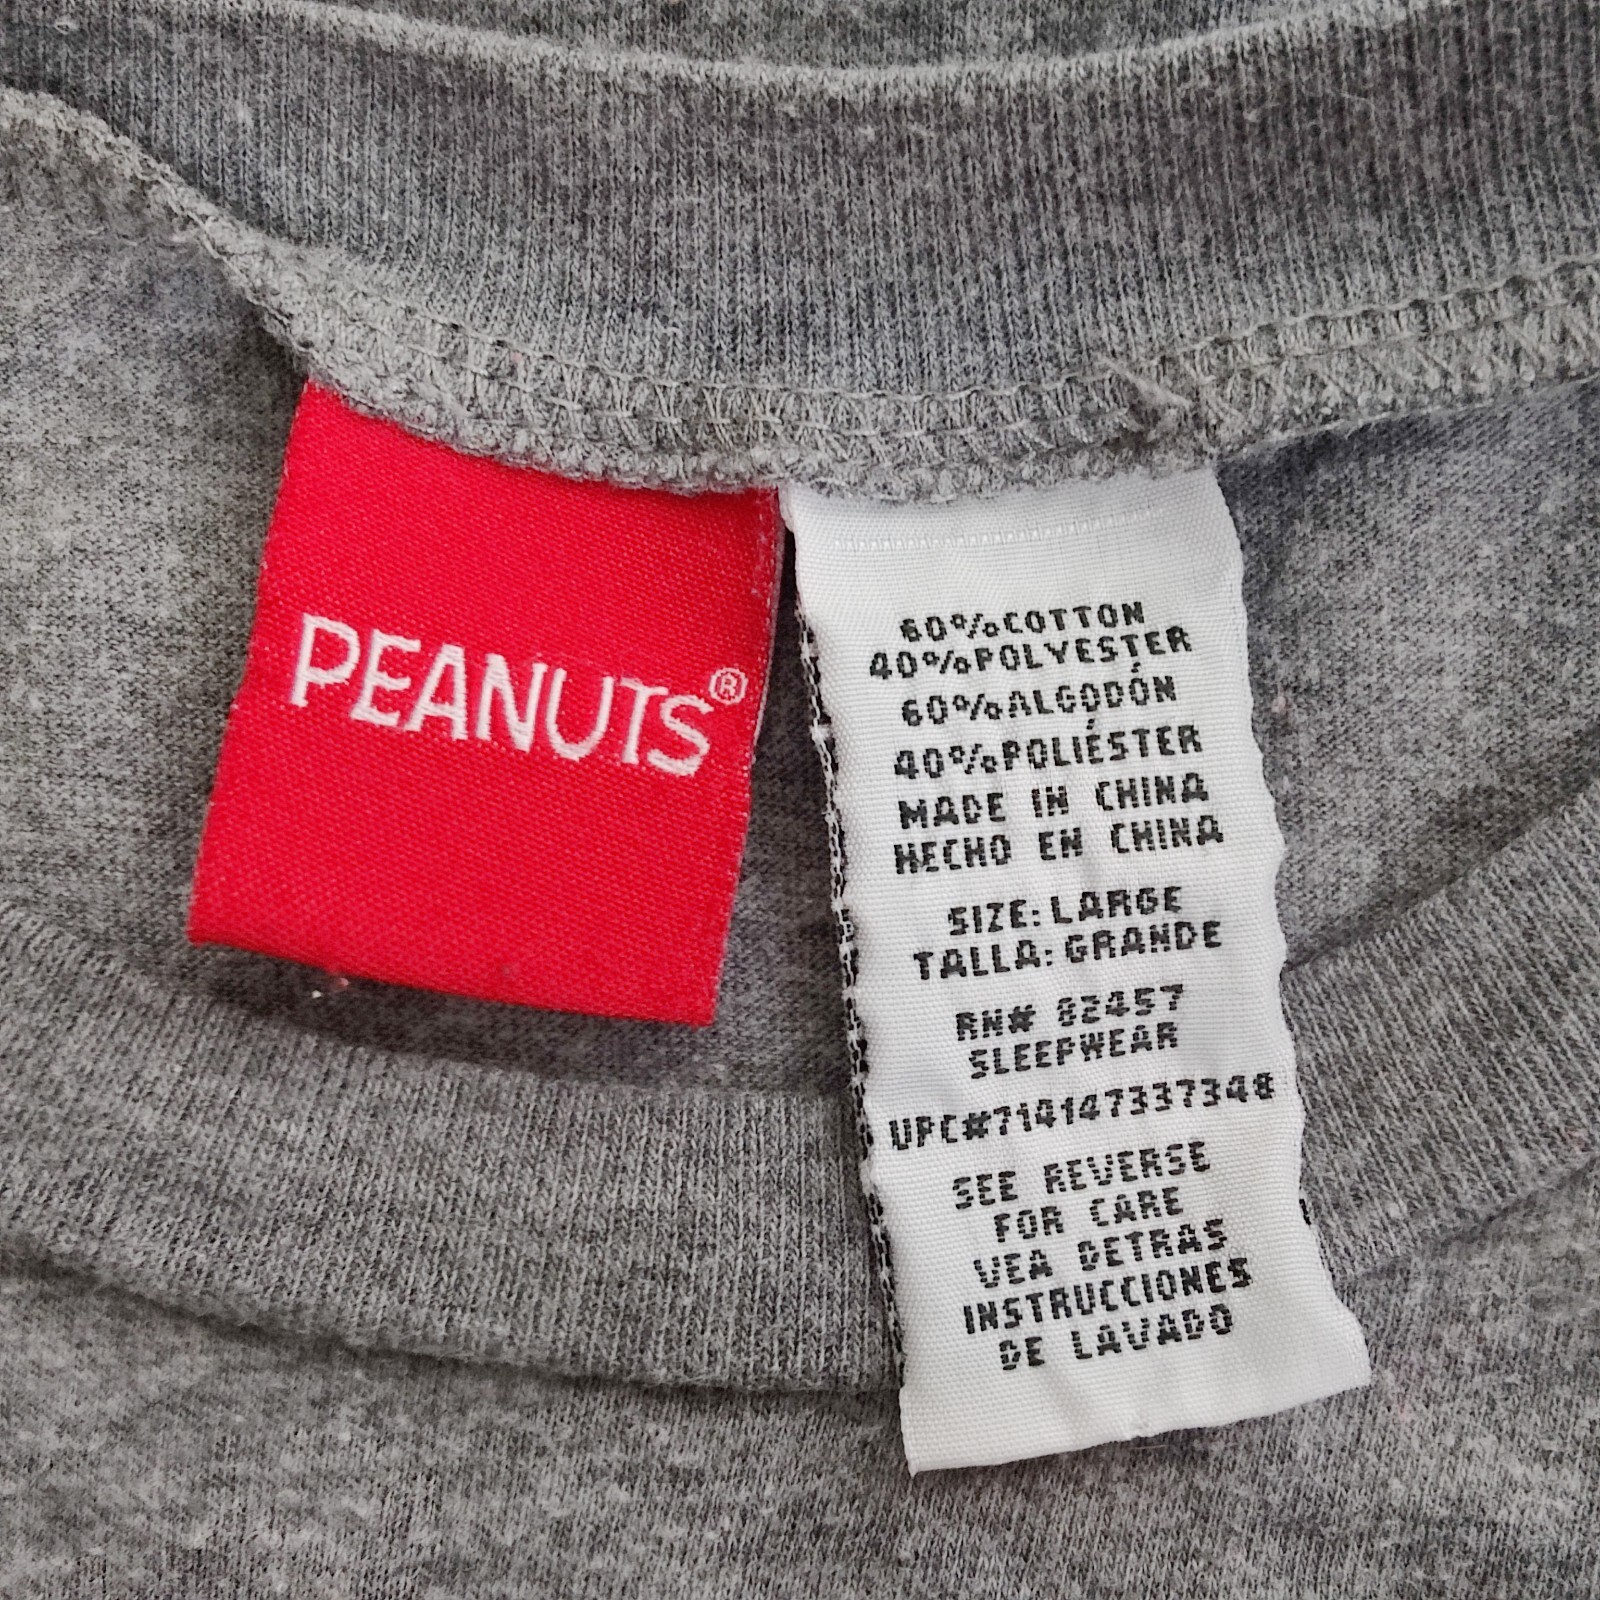 PEANUTS®
60%COTTON
40%POLYESTER
60%ALGODÓN
40%POLIÉSTER
MADE IN CHINA
HECHO EN CHINA
SIZE: LARGE
TALLA: GRANDE
RN# 82457
SLEEPWEAR
UPC#714147337348
SEE REVERSE
FOR CARE
VEA DETRAS
INSTRUCCIONES
DE LAVADO